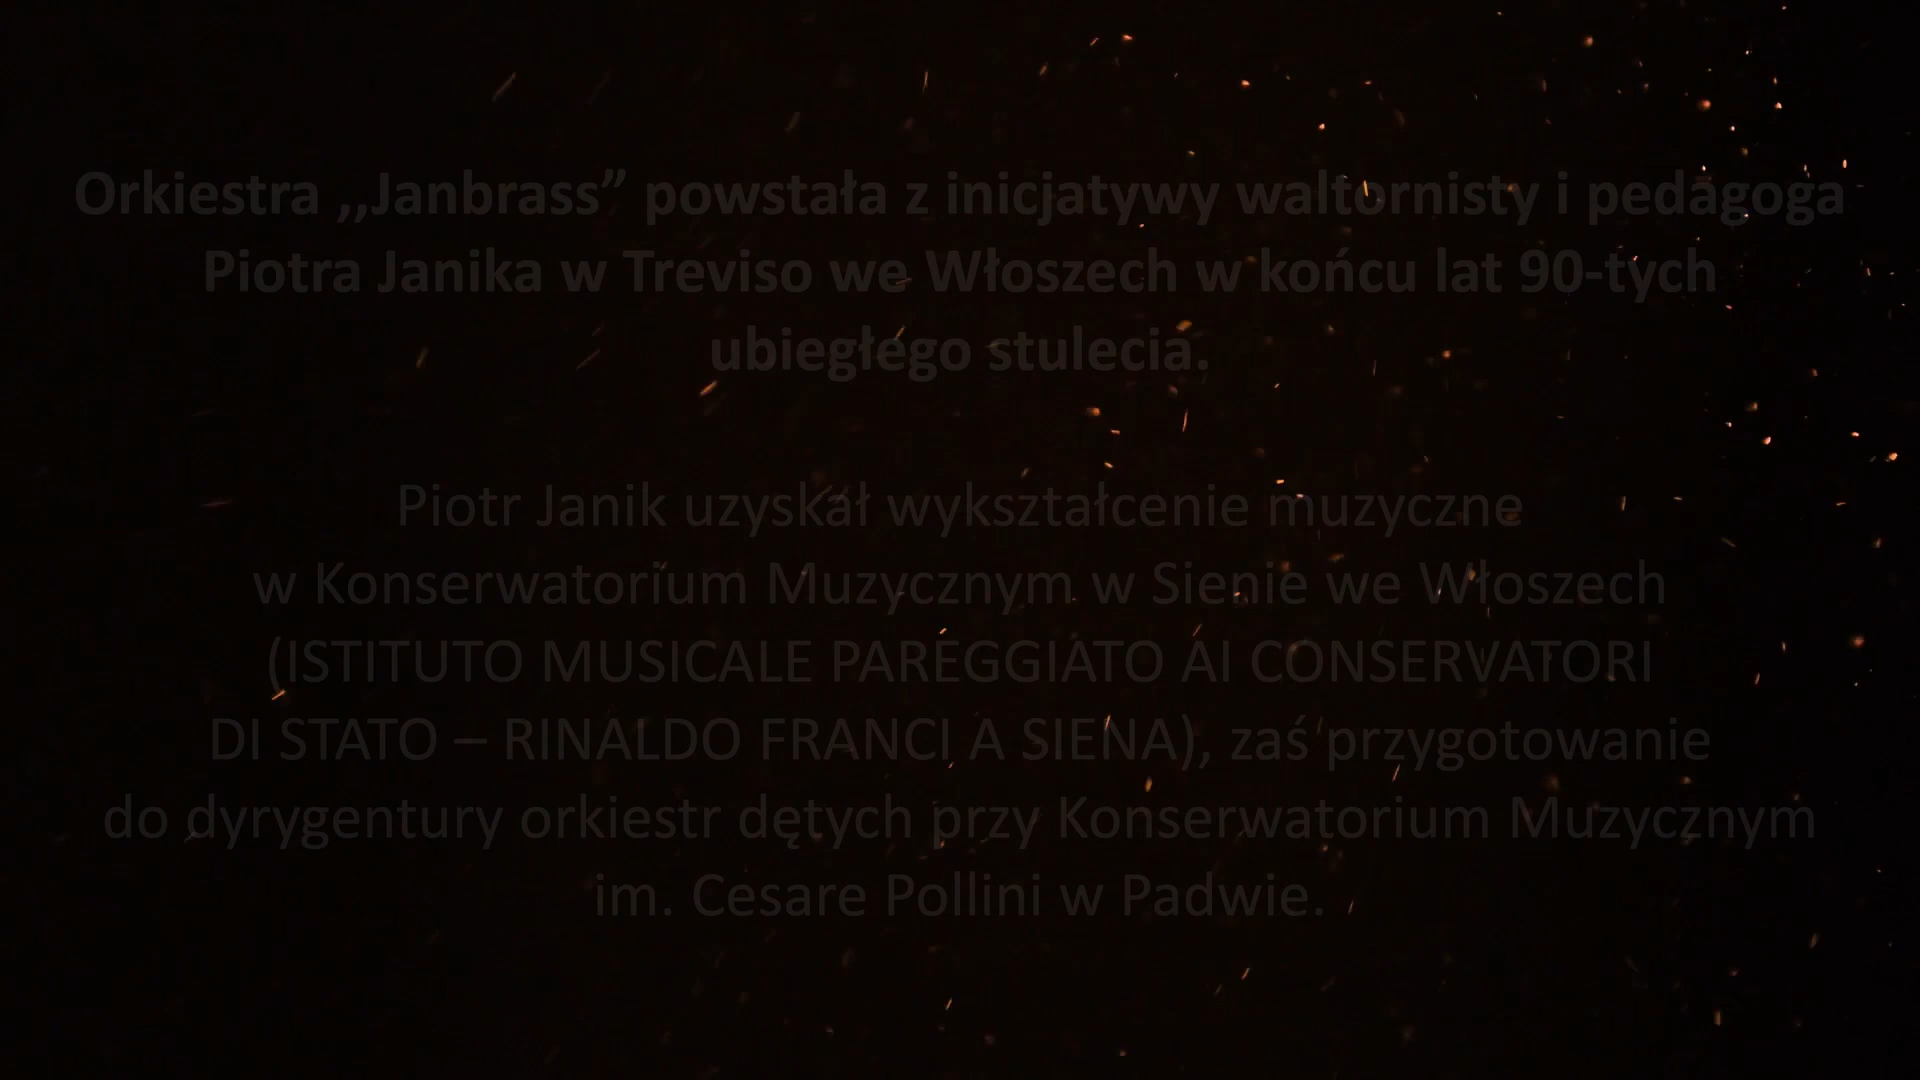 Orkiestra ,,Janbrass” powstała z inicjatywy waltornisty i pedagoga
Piotra Janika w Treviso we Włoszech w końcu lat 90-tych
ubiegłego stulecia.
Piotr Janik uzyskał wykształcenie muzyczne
w Konserwatorium Muzycznym w Sienie we Włoszech
(ISTITUTO MUSICALE PAREGGIATO AI CONSERVATORI
DI STATO – RINALDO FRANCI A SIENA), zaś przygotowanie
do dyrygentury orkiestr dętych przy Konserwatorium Muzycznym
im. Cesare Pollini w Padwie.